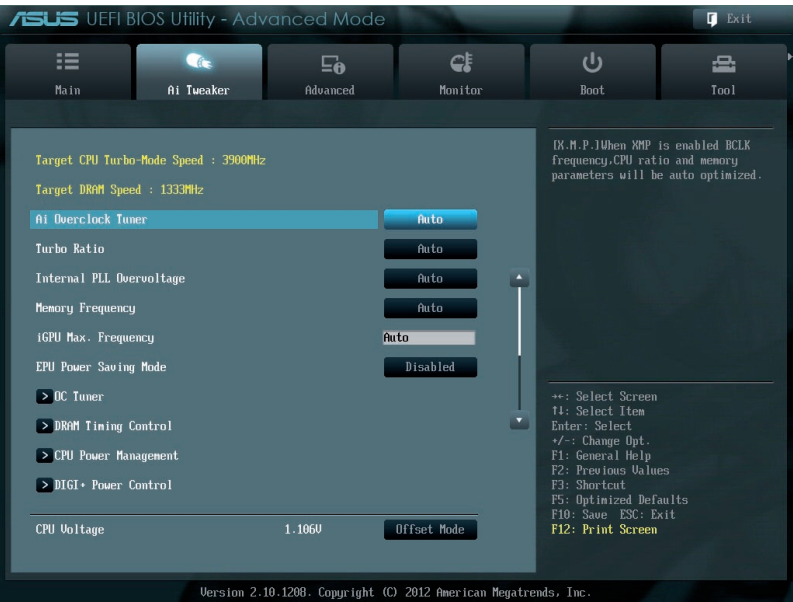 ASUS UEFI BIOS Utility - Advanced Mode
Exit
Main
Ai Tweaker
Advanced
Monitor
Boot
Tool
Target CPU Turbo-Mode Speed : 3900MHz
Target DRAM Speed : 1333MHz
Ai Overclock Tuner Auto
Turbo Ratio Auto
Internal PLL Overvoltage Auto
Memory Frequency Auto
iGPU Max. Frequency Auto
EPU Power Saving Mode Disabled
> OC Tuner
> DRAM Timing Control
> CPU Power Management
> DIGI+ Power Control
CPU Voltage 1.106V Offset Mode
[X.M.P.]When XMP is enabled BCLK
frequency,CPU ratio and memory
parameters will be auto optimized.
→←: Select Screen
↑↓: Select Item
Enter: Select
+/-: Change Opt.
F1: General Help
F2: Previous Values
F3: Shortcut
F5: Optimized Defaults
F10: Save ESC: Exit
F12: Print Screen
Version 2.10.1208. Copyright (C) 2012 American Megatrends, Inc.